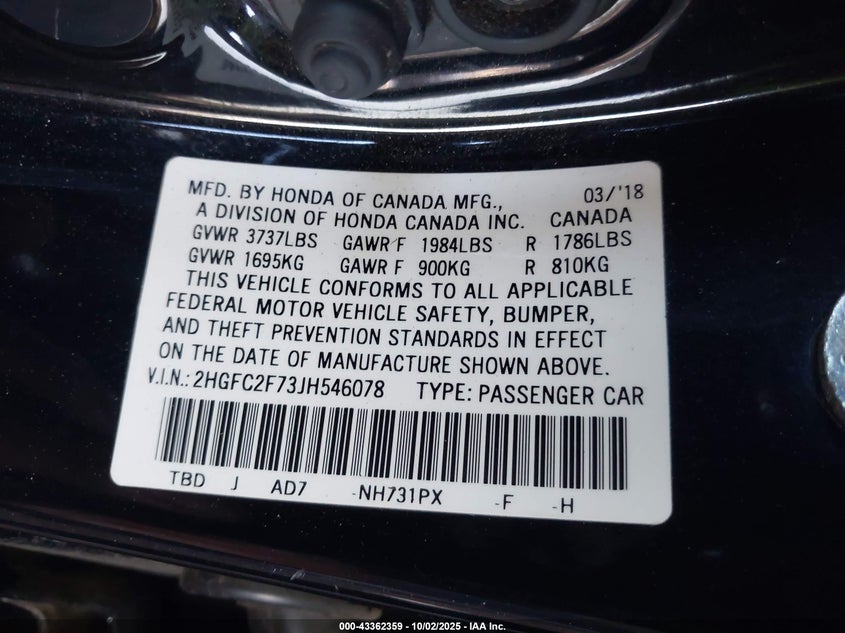 MFD. BY HONDA OF CANADA MFG., 03/'18
A DIVISION OF HONDA CANADA INC. CANADA
GVWR 3737LBS GAWR F 1984LBS R 1786LBS
GVWR 1695KG GAWR F 900KG R 810KG
THIS VEHICLE CONFORMS TO ALL APPLICABLE
FEDERAL MOTOR VEHICLE SAFETY, BUMPER,
AND THEFT PREVENTION STANDARDS IN EFFECT
ON THE DATE OF MANUFACTURE SHOWN ABOVE.
V.I.N.: 2HGFC2F73JH546078 TYPE: PASSENGER CAR
TBD J AD7 -NH731PX -F -H
000-43362359 - 10/02/2025 - IAA Inc.